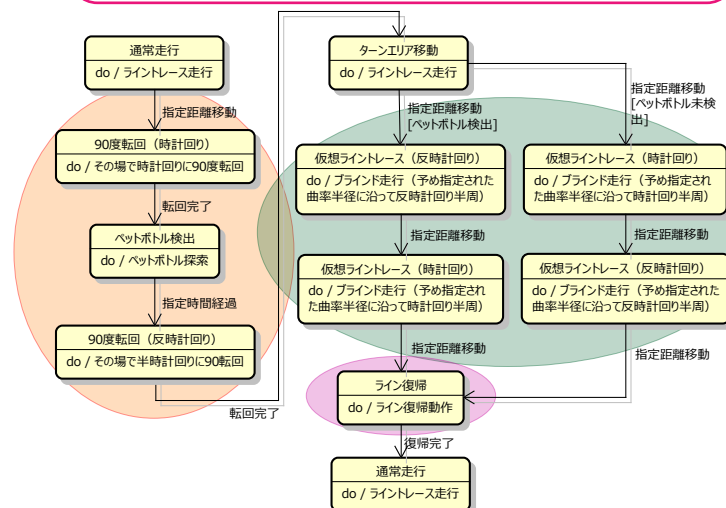 通常走行
do / ライントレース走行
指定距離移動
90度転回（時計回り）
do / その場で時計回りに90度転回
転回完了
ペットボトル検出
do / ペットボトル探索
指定時間経過
90度転回（反時計回り）
do / その場で半時計回りに90転回
転回完了
ターンエリア移動
do / ライントレース走行
指定距離移動
[ペットボトル検出]
仮想ライントレース（反時計回り）
do / ブラインド走行（予め指定された
曲率半径に沿って反時計回り半周）
指定距離移動
仮想ライントレース（時計回り）
do / ブラインド走行（予め指定され
た曲率半径に沿って時計回り半周）
指定距離移動
指定距離移動
[ペットボトル未検
出]
仮想ライントレース（時計回り）
do / ブラインド走行（予め指定され
た曲率半径に沿って時計回り半周）
指定距離移動
仮想ライントレース（反時計回り）
do / ブラインド走行（予め指定された
曲率半径に沿って反時計回り半周）
指定距離移動
ライン復帰
do / ライン復帰動作
復帰完了
通常走行
do / ライントレース走行